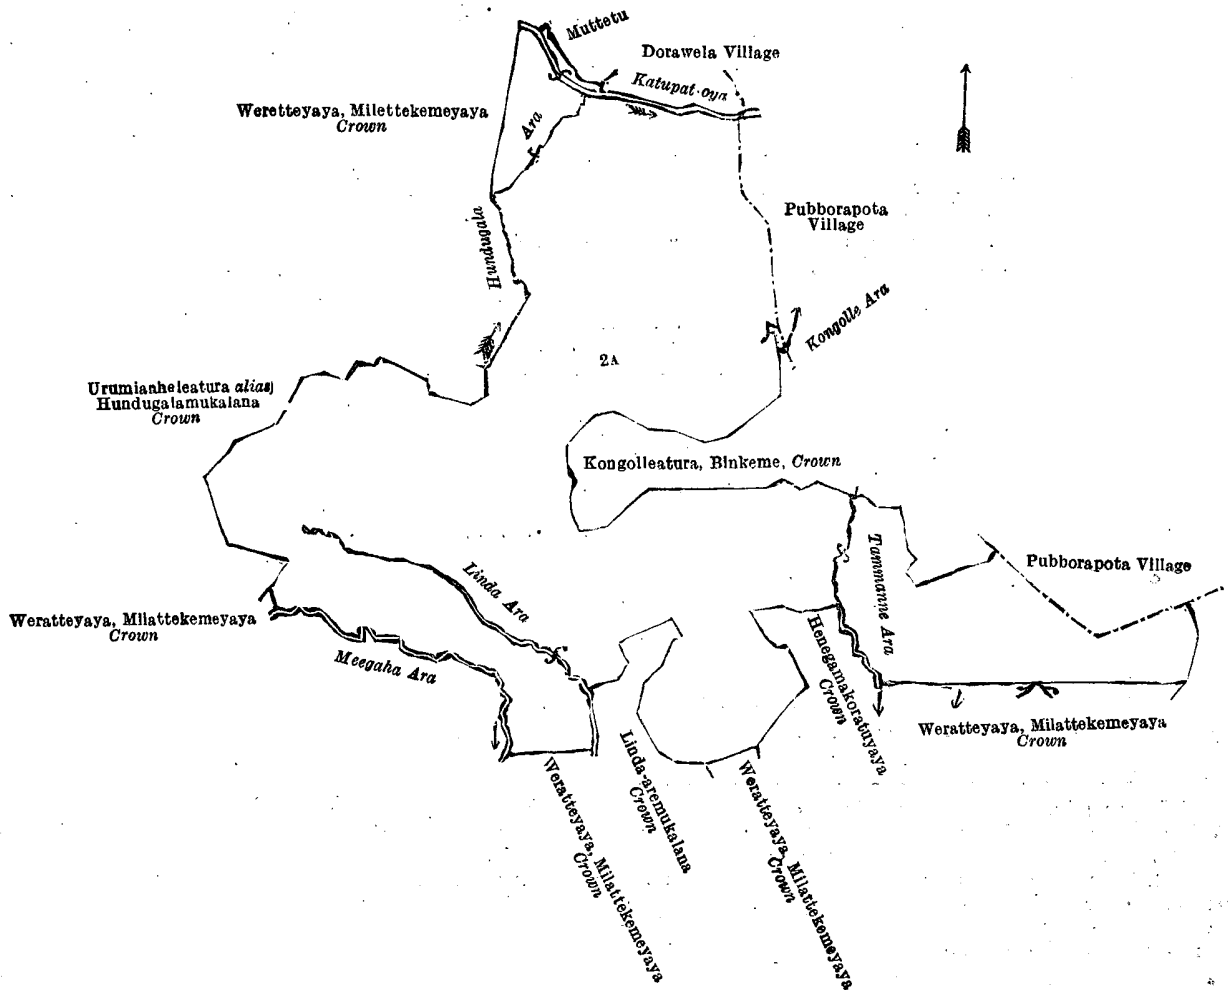 Muttetu
Dorawela Village
Katupat-oya
Weretteyaya, Milettekemeyaya
Crown
Ara
Pubborapota
Village
Hundugala
Kongolle Ara
2A
Urumianheleatura alias
Hundugalamukalana
Crown
Kongolleatura, Binkeme, Crown
Tammanne Ara
Pubborapota Village
Linda Ara
Weratteyaya, Milattekemeyaya
Crown
Meegaha Ara
Henegamakoratuyaya
Crown
Weratteyaya, Milattekemeyaya
Crown
Linda-aremukalana
Crown
Weratteyaya, Milattekemeyaya
Crown
Weratteyaya, Milattekemeyaya
Crown